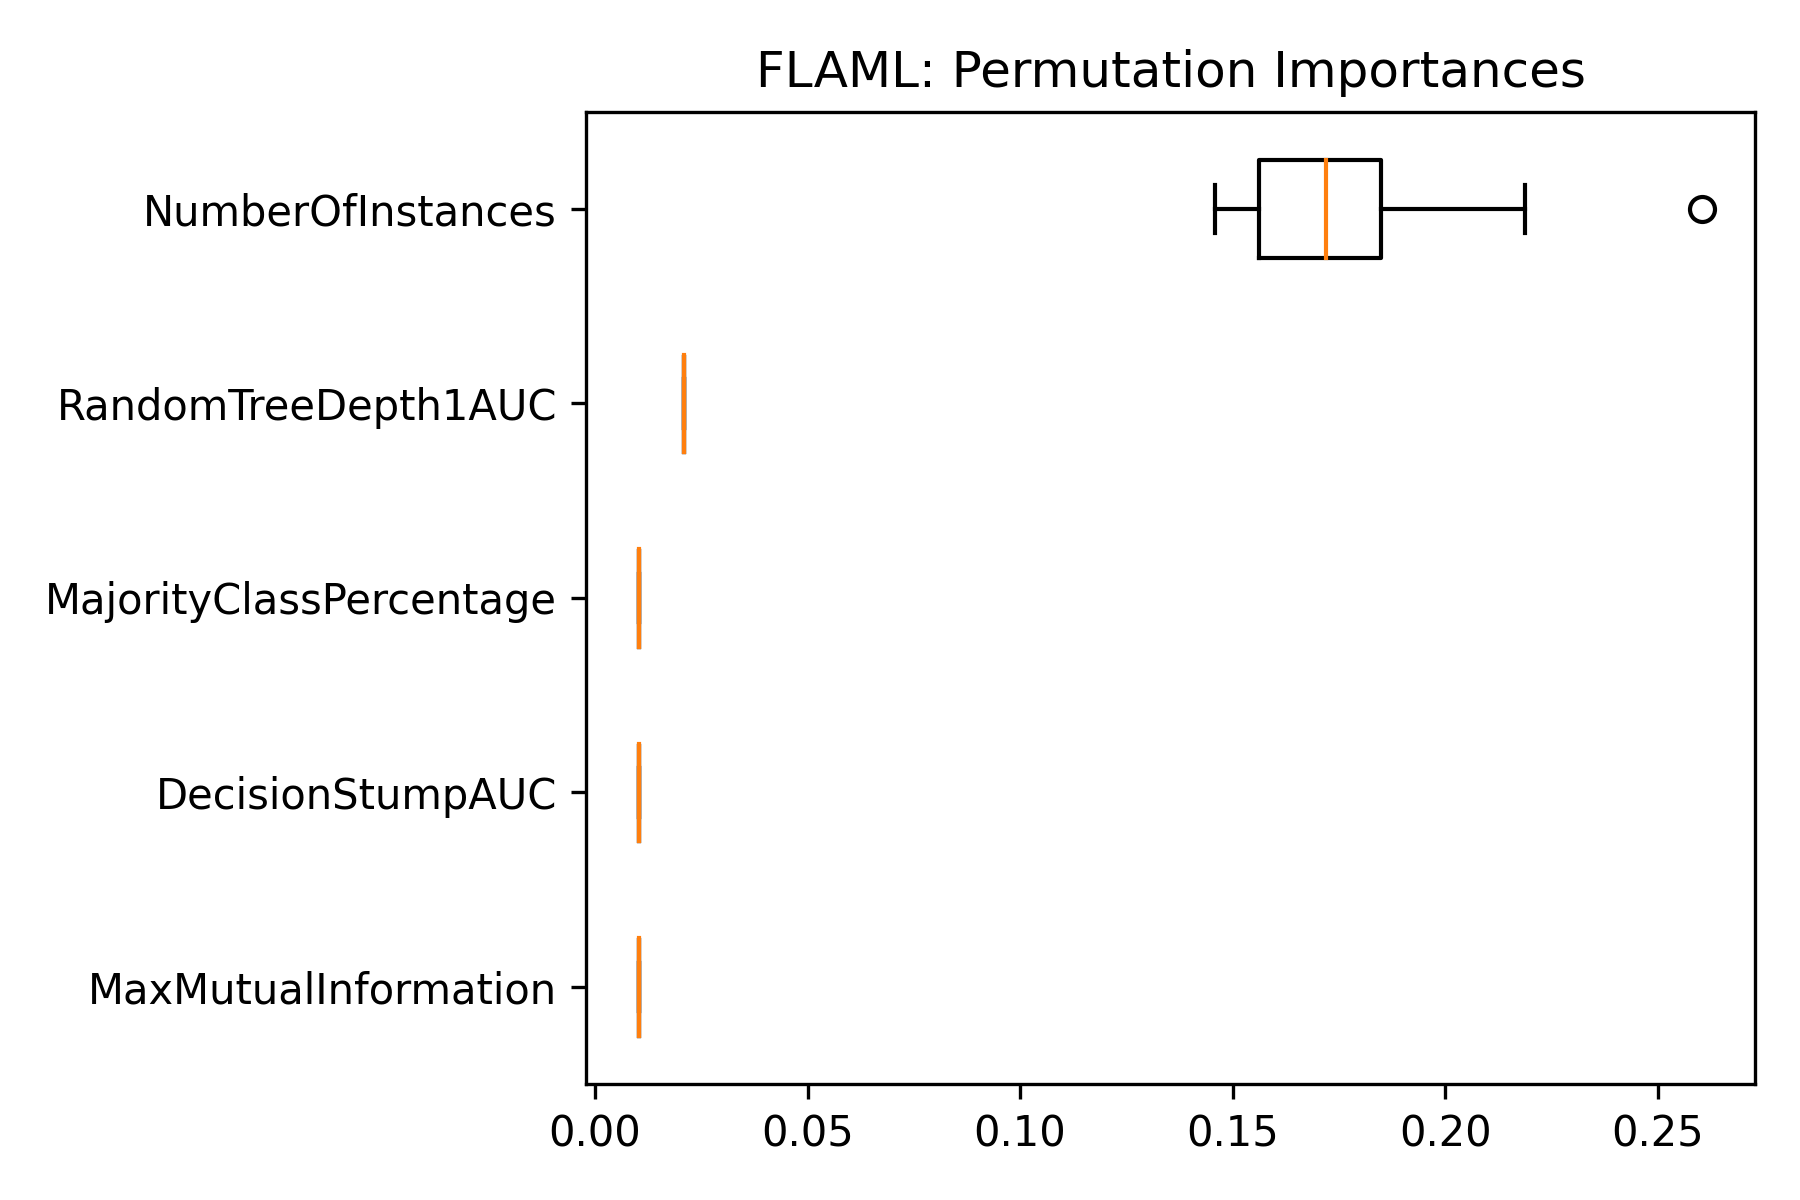 FLAML: Permutation Importances
NumberOfInstances
RandomTreeDepth1AUC
MajorityClassPercentage
DecisionStumpAUC
MaxMutualInformation
0.00 0.05 0.10 0.15 0.20 0.25